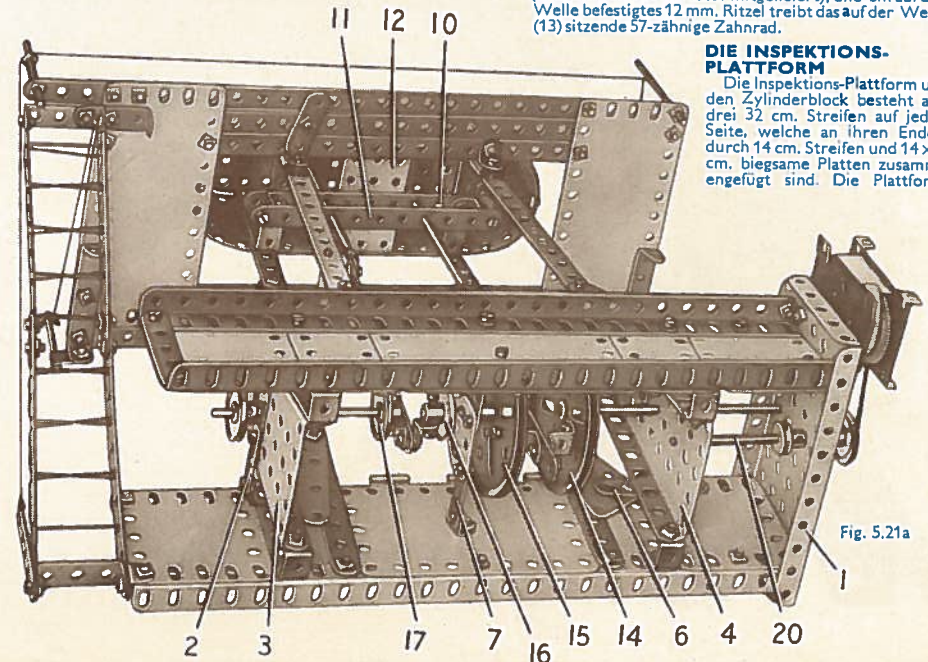 Welle befestigtes 12 mm. Ritzel treibt das auf der We
(13) sitzende 57-zähnige Zahnrad.
DIE INSPEKTIONS-
PLATTFORM
Die Inspektions-Plattform u
den Zylinderblock besteht a
drei 32 cm. Streifen auf jed
Seite, welche an ihren Ende
durch 14 cm. Streifen und 14 ×
cm. biegsame Platten zusamm
engefügt sind. Die Plattfor
11 12 10
Fig. 5.21a
1
2 3 17 7 16 15 14 6 4 20